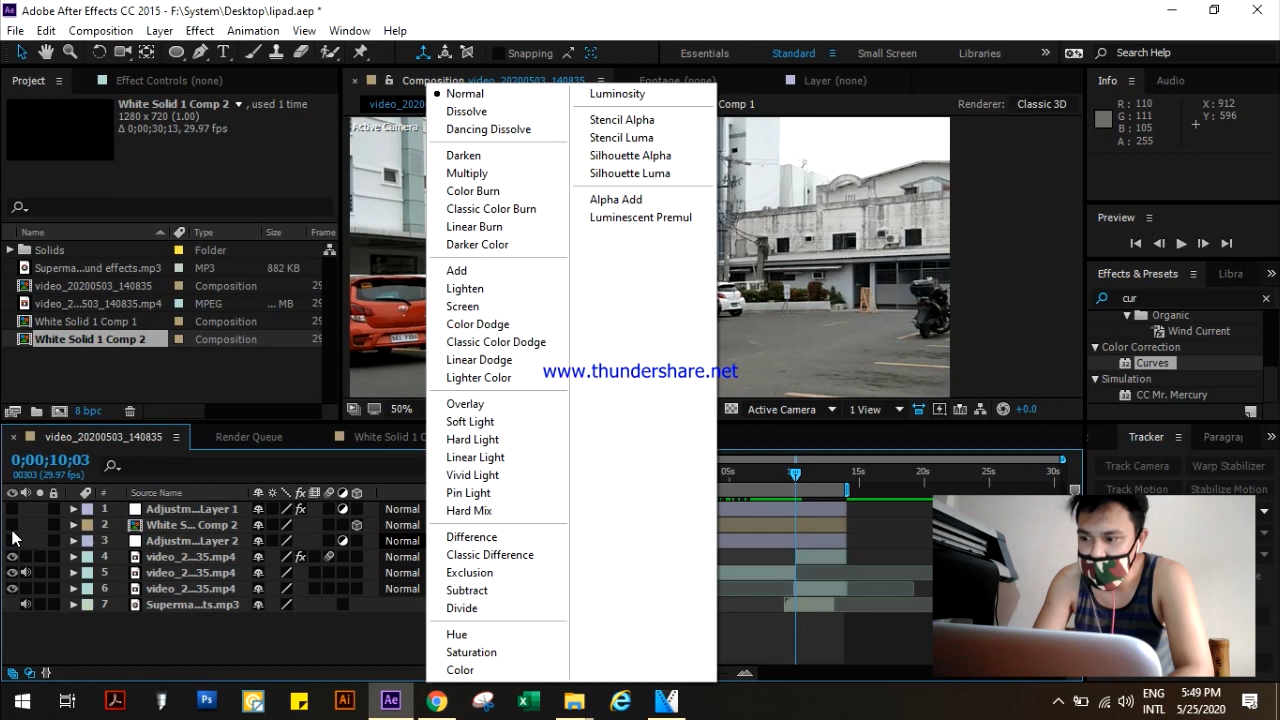 Adobe After Effects CC 2015 - F:\System\Desktop\lipad.aep *
File Edit Composition Layer Effect Animation View Window Help
Snapping Essentials Standard Small Screen Libraries Search Help
Project Effect Controls (none) Composition video_20200503_140835 Footage (none) Layer (none) Info Audio
White Solid 1 Comp 2 , used 1 time
1280 x 720 (1.00)
Δ 0;00;30;13, 29.97 fps)
Comp 1 Renderer: Classic 3D
Active Camera
R : 110
G : 111
B : 105
A : 255
X : 912
Y : 596
Name Type Size Frame
Solids Folder
Superma...und effects.mp3 MP3 882 KB
video_20200503_140835 Composition 29
video_2...503_140835.mp4 MPEG ... MB 29
White Solid 1 Comp 1 Composition 29
White Solid 1 Comp 2 Composition 29
8 bpc
Normal
Dissolve
Dancing Dissolve
Darken
Multiply
Color Burn
Classic Color Burn
Linear Burn
Darker Color
Add
Lighten
Screen
Color Dodge
Classic Color Dodge
Linear Dodge
Lighter Color
Overlay
Soft Light
Hard Light
Linear Light
Vivid Light
Pin Light
Hard Mix
Difference
Classic Difference
Exclusion
Subtract
Divide
Hue
Saturation
Color
Luminosity
Stencil Alpha
Stencil Luma
Silhouette Alpha
Silhouette Luma
Alpha Add
Luminescent Premul
www.thundershare.net
50% Active Camera 1 View +0.0
Preview
Effects & Presets Libra
cur
Organic
Wind Current
Color Correction
Curves
Simulation
CC Mr. Mercury
Tracker Paragraj
Track Camera Warp Stabilizer
Track Motion Stabilize Motion
video_20200503_140835 Render Queue White Solid 1 C
0;00;10;03
00303 (29.97 fps)
05s 15s 20s 25s 30s
# Source Name
1 Adjustm...Layer 1 Normal
2 White S... Comp 2 Normal
3 Adjustm...Layer 2 Normal
4 video_2...35.mp4 Normal
5 video_2...35.mp4 Normal
6 video_2...35.mp4 Normal
7 Superma...ts.mp3
ENG
INTL
5:49 PM
5/25/2020